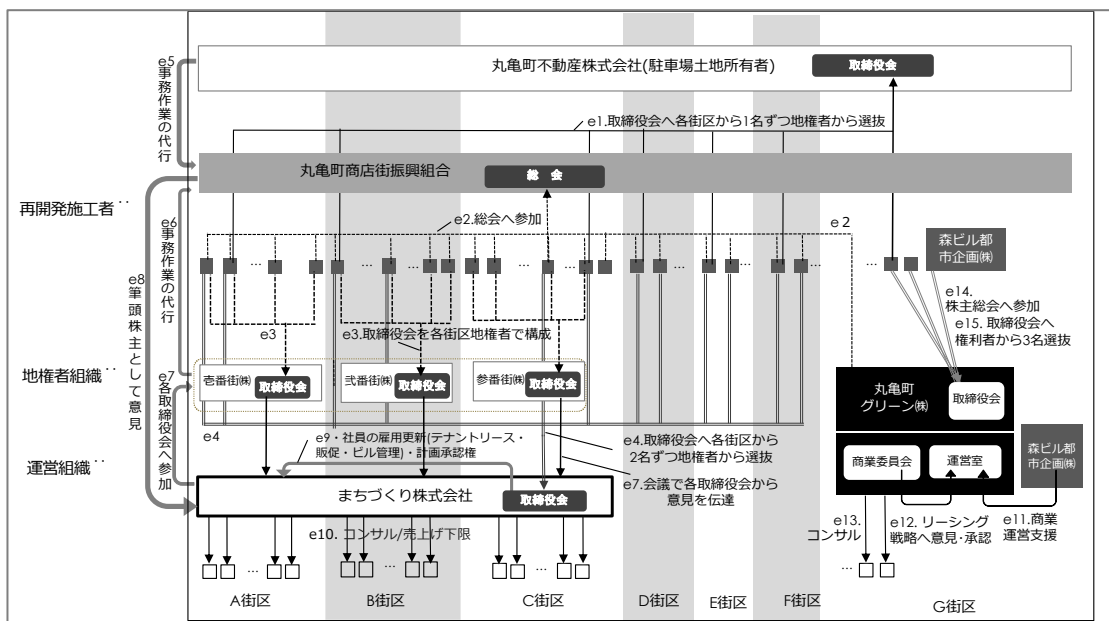 丸亀町不動産株式会社(駐車場土地所有者)
取締役会
e5
事務作業の代行
e1.取締役会へ各街区から1名ずつ地権者から選抜
丸亀町商店街振興組合
総 会
再開発施工者‥
e6
事務作業の代行
e2.総会へ参加
e2
森ビル都
市企画㈱
e8
筆頭株主として意見
e14.
株主総会へ参加
e15. 取締役会へ
権利者から3名選抜
e3
e3.取締役会を各街区地権者で構成
地権者組織‥
壱番街㈱
取締役会
弐番街㈱
取締役会
参番街㈱
取締役会
丸亀町
グリーン㈱
取締役会
e7
各取締役会へ参加
e4
e9・社員の雇用更新(テナントリース・
販促・ビル管理)・計画承認権
e4.取締役会へ各街区から
2名ずつ地権者から選抜
e7.会議で各取締役会から
意見を伝達
運営組織‥
商業委員会
運営室
森ビル都
市企画㈱
まちづくり株式会社
取締役会
e10. コンサル/売上げ下限
e13.
コンサル
e12. リーシング
戦略へ意見・承認
e11.商業
運営支援
...
A街区
B街区
C街区
D街区
E街区
F街区
G街区